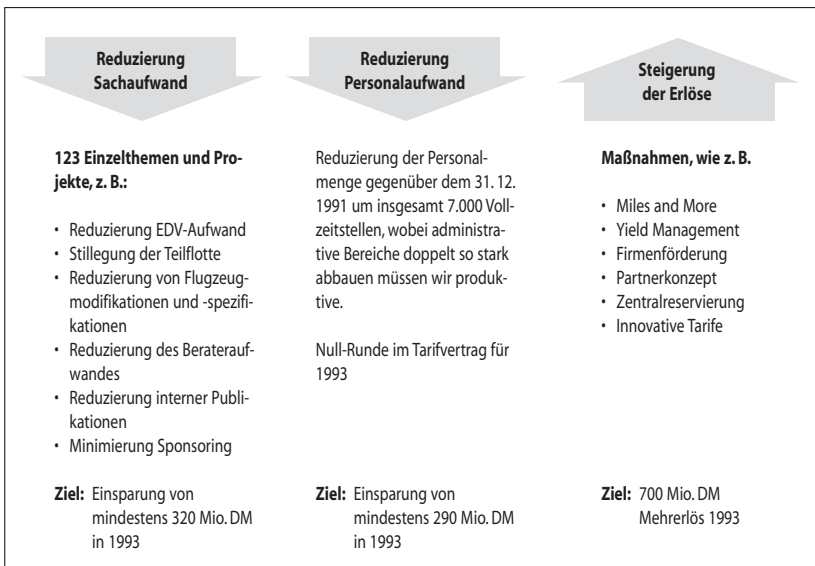 Reduzierung
Sachaufwand
123 Einzelthemen und Pro-
jekte, z. B.:
• Reduzierung EDV-Aufwand
• Stillegung der Teilflotte
• Reduzierung von Flugzeug-
modifikationen und -spezifi-
kationen
• Reduzierung des Beraterauf-
wandes
• Reduzierung interner Publi-
kationen
• Minimierung Sponsoring
Ziel: Einsparung von
mindestens 320 Mio. DM
in 1993
Reduzierung
Personalaufwand
Reduzierung der Personal-
menge gegenüber dem 31. 12.
1991 um insgesamt 7.000 Voll-
zeitstellen, wobei administra-
tive Bereiche doppelt so stark
abbauen müssen wir produk-
tive.
Null-Runde im Tarifvertrag für
1993
Ziel: Einsparung von
mindestens 290 Mio. DM
in 1993
Steigerung
der Erlöse
Maßnahmen, wie z. B.
• Miles and More
• Yield Management
• Firmenförderung
• Partnerkonzept
• Zentralreservierung
• Innovative Tarife
Ziel: 700 Mio. DM
Mehrerlös 1993